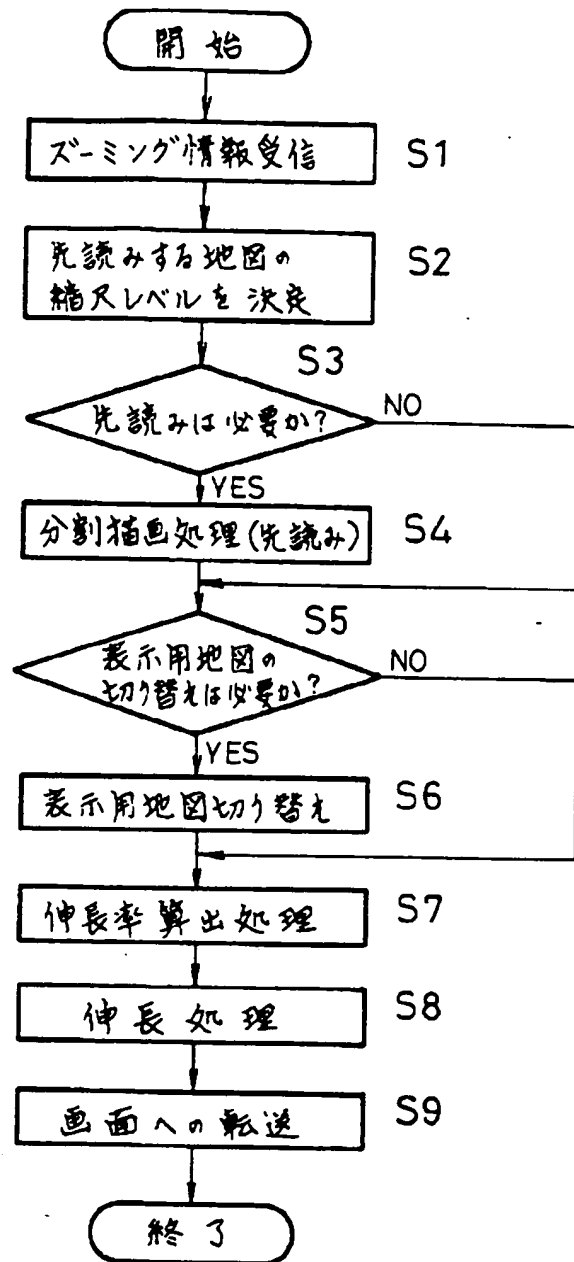 開始
ズーミング情報受信 S1
先読みする地図の
縮尺レベルを決定 S2
S3
先読みは必要か? NO
YES
分割描画処理(先読み) S4
S5
表示用地図の
切り替えは必要か? NO
YES
表示用地図切り替え S6
伸長率算出処理 S7
伸長処理 S8
画面への転送 S9
終了